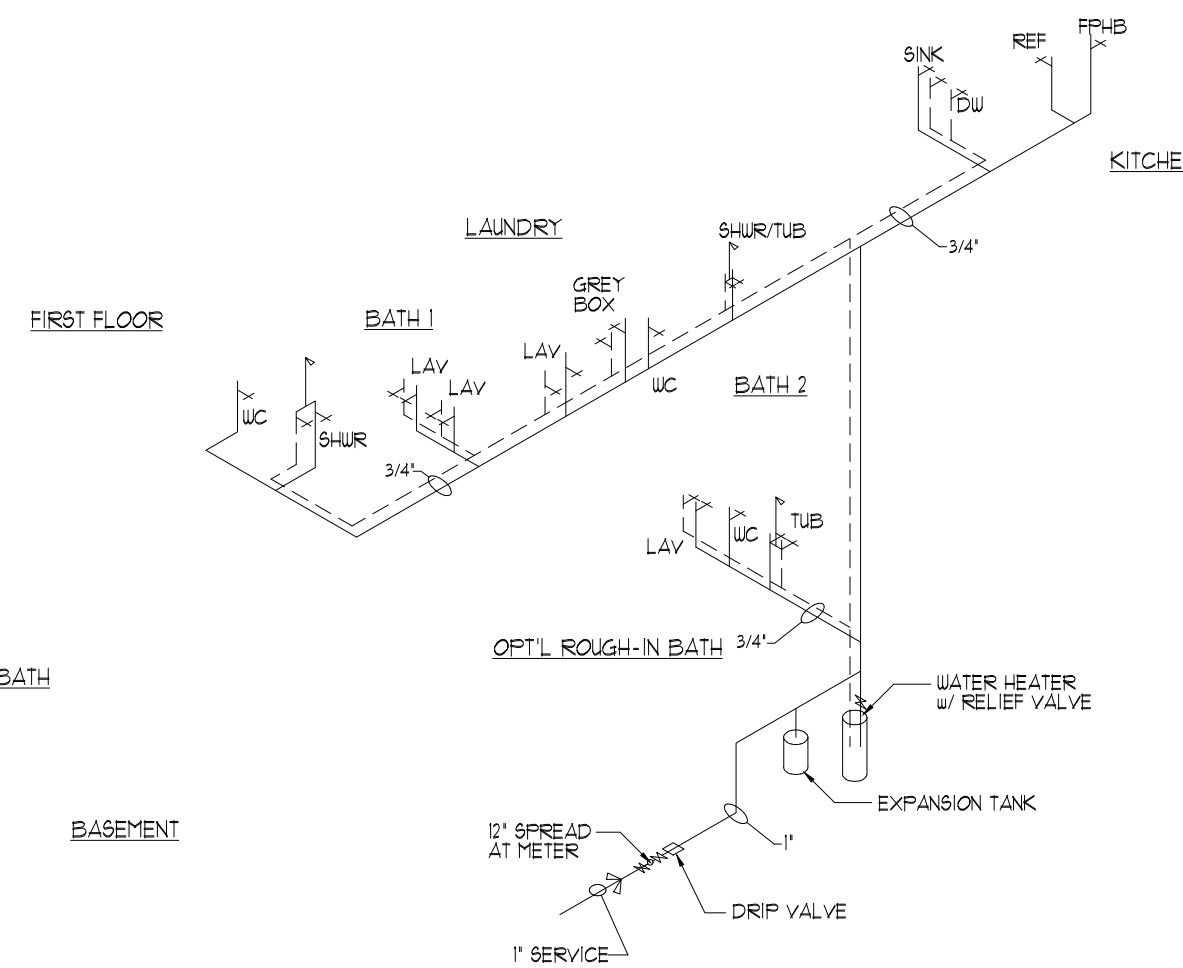 FPHB
REF
SINK
DW
KITCHE
LAUNDRY
SHWR/TUB
3/4"
GREY
BOX
FIRST FLOOR
BATH 1
LAV
LAV
LAV
WC
BATH 2
WC
SHWR
3/4"
TUB
WC
LAV
OPT'L ROUGH-IN BATH
3/4"
BATH
WATER HEATER
w/ RELIEF VALVE
EXPANSION TANK
BASEMENT
12" SPREAD
AT METER
1"
DRIP VALVE
1" SERVICE